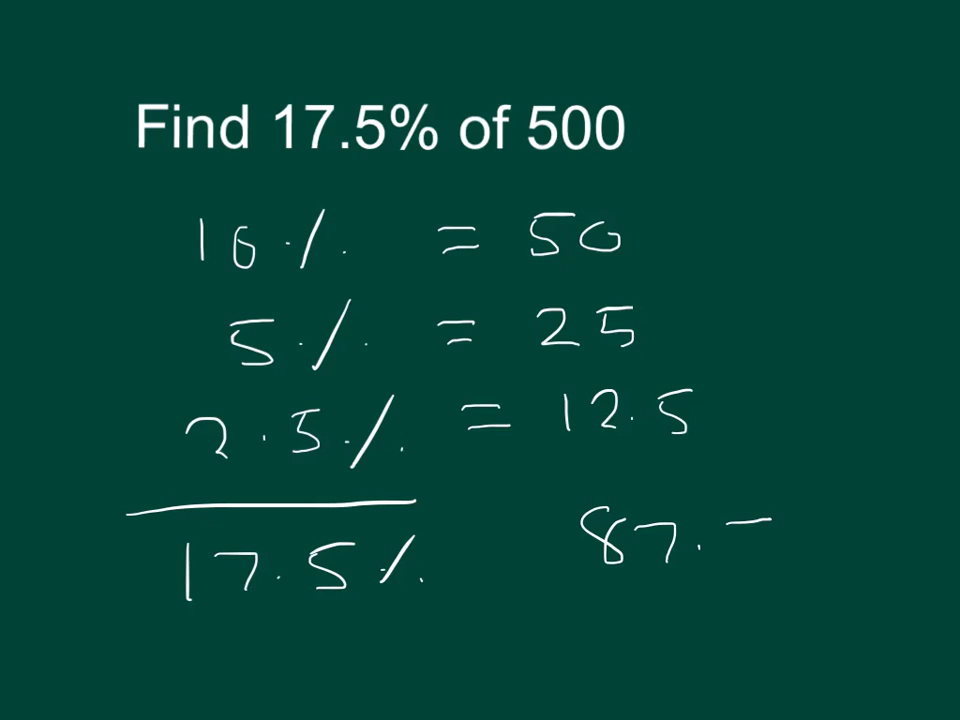 Find 17.5% of 500
10% = 50
5% = 25
2.5% = 12.5
17.5% 87.